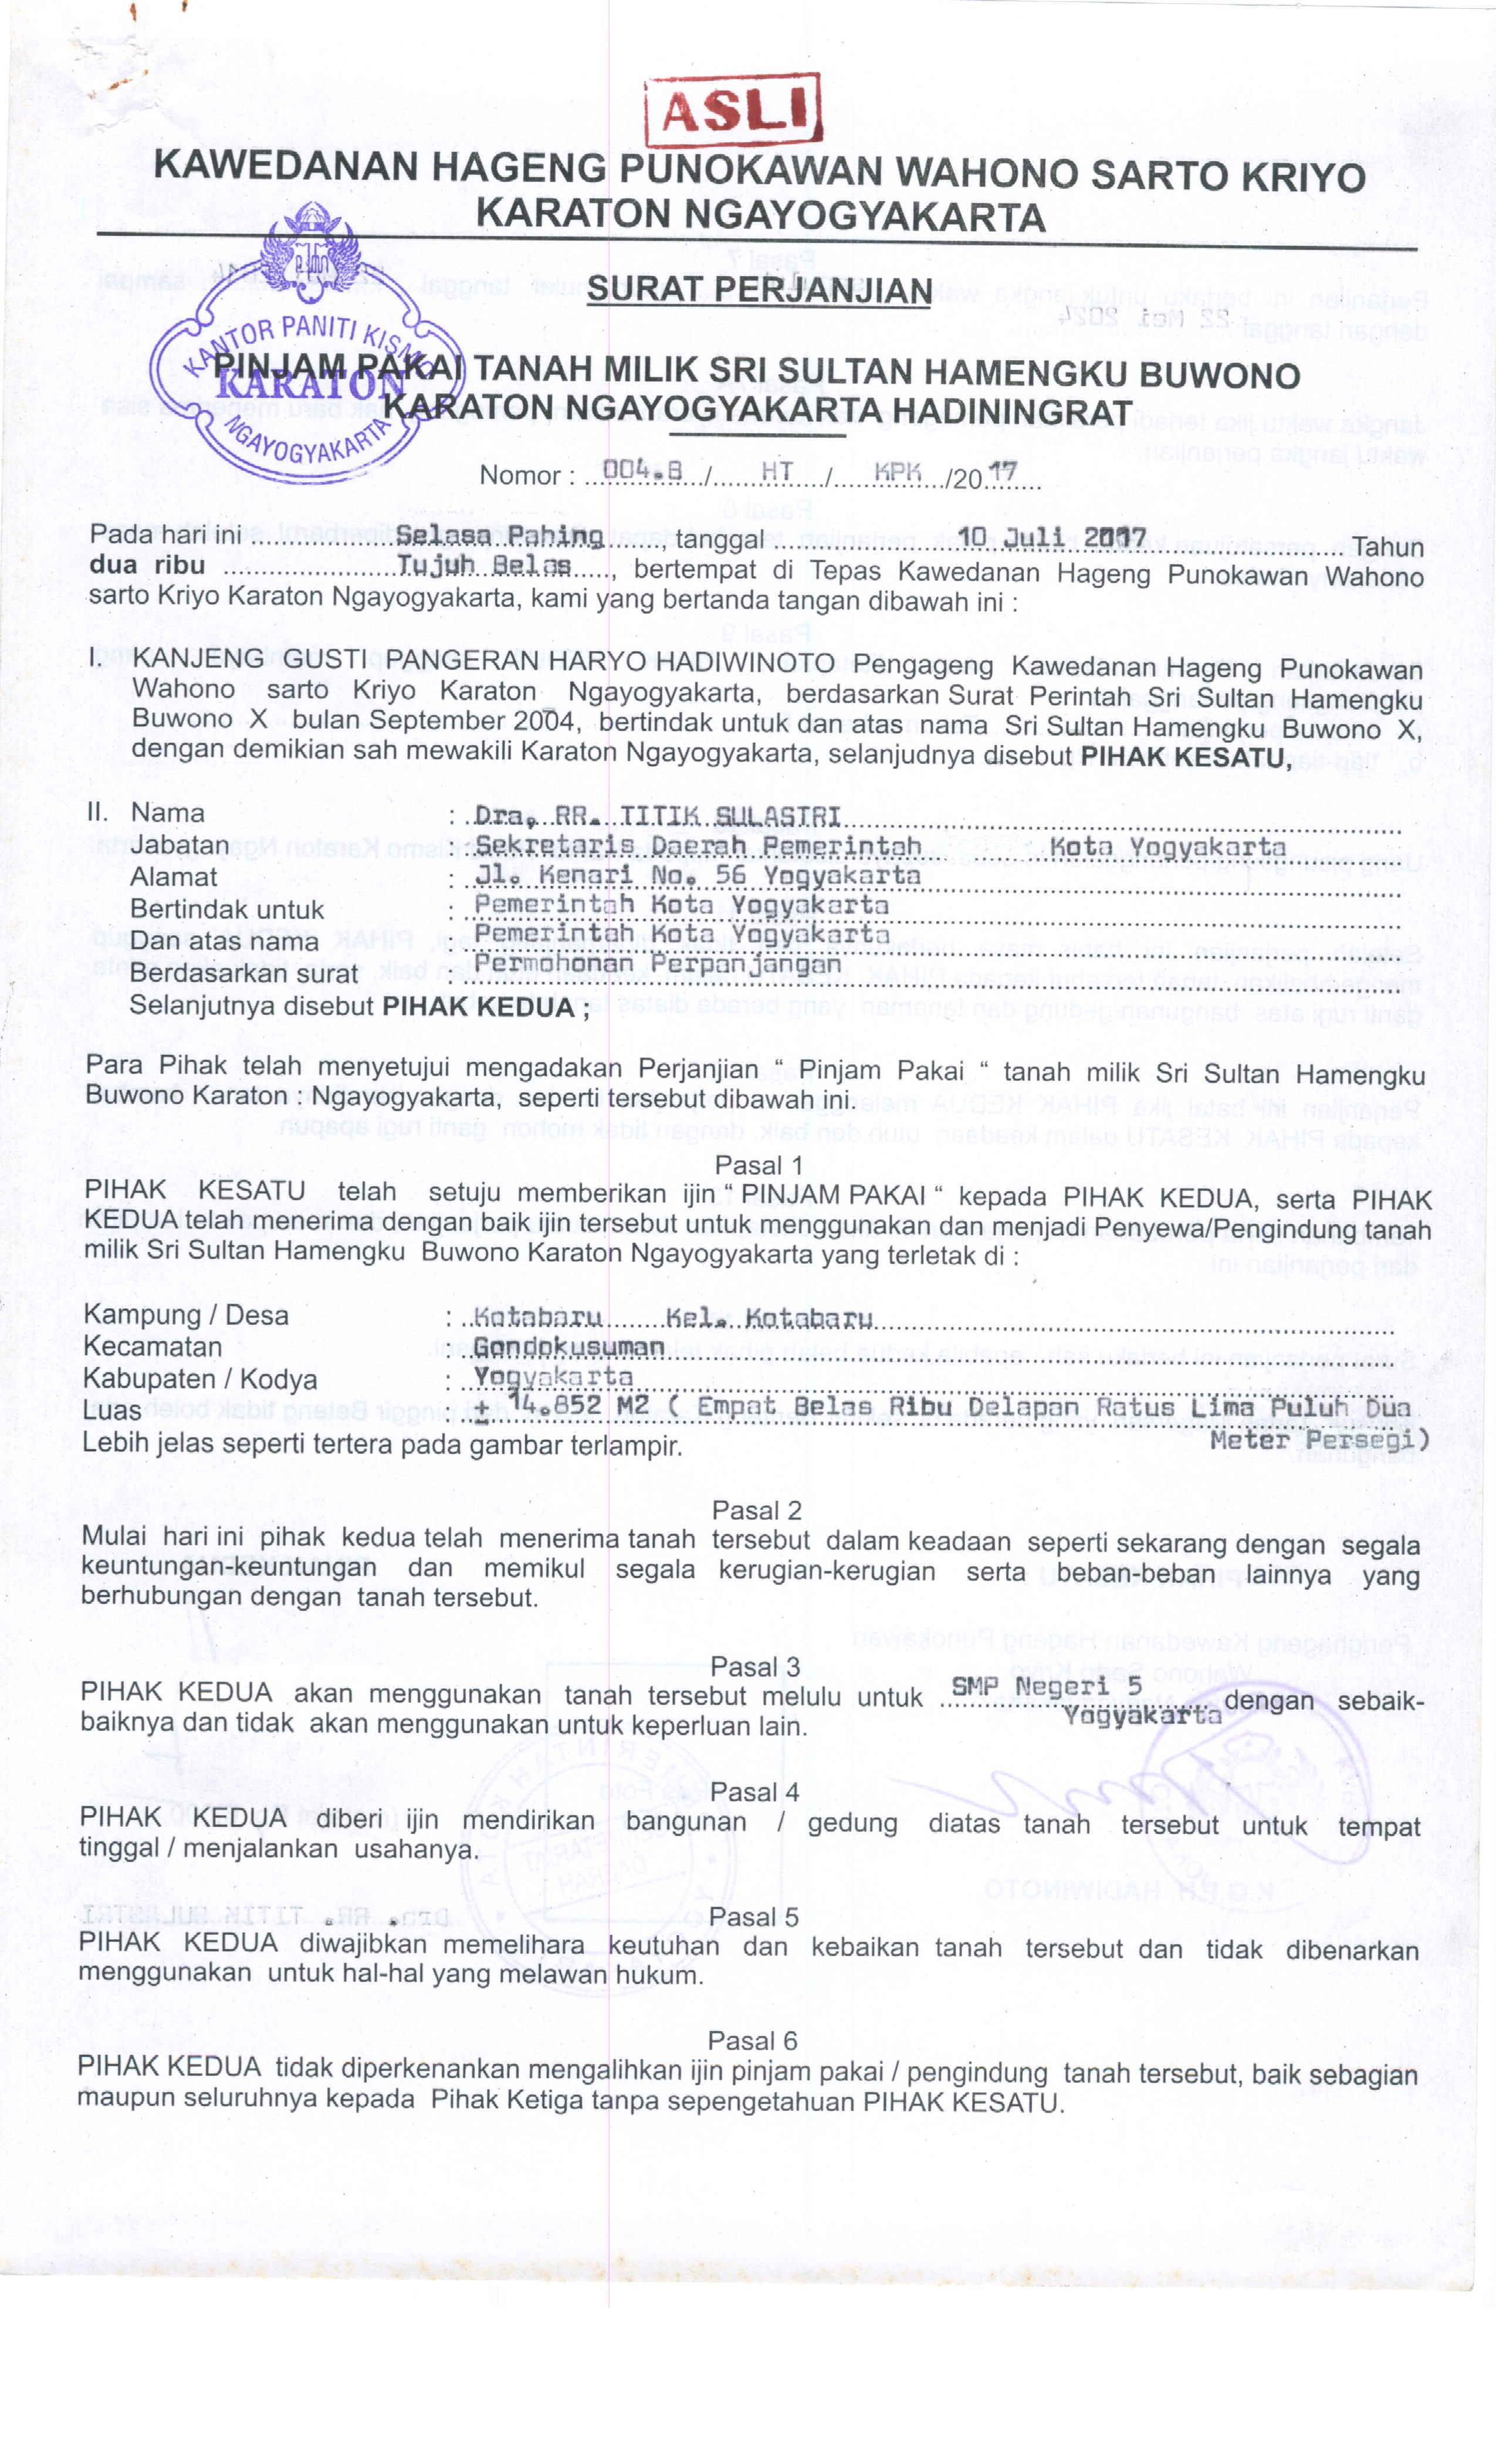 ASLI
KAWEDANAN HAGENG PUNOKAWAN WAHONO SARTO KRIYO
KARATON NGAYOGYAKARTA
SURAT PERJANJIAN
KANTOR PANITI KISMO
KARATON
NGAYOGYAKARTA
PINJAM PAKAI TANAH MILIK SRI SULTAN HAMENGKU BUWONO
KARATON NGAYOGYAKARTA HADININGRAT
Nomor : 004.B / HT / KPK /2017
Pada hari ini Selasa Pahing, tanggal 10 Juli 2017 Tahun
dua ribu Tujuh Belas, bertempat di Tepas Kawedanan Hageng Punokawan Wahono
sarto Kriyo Karaton Ngayogyakarta, kami yang bertanda tangan dibawah ini :
I. KANJENG GUSTI PANGERAN HARYO HADIWINOTO Pengageng Kawedanan Hageng Punokawan
Wahono sarto Kriyo Karaton Ngayogyakarta, berdasarkan Surat Perintah Sri Sultan Hamengku
Buwono X bulan September 2004, bertindak untuk dan atas nama Sri Sultan Hamengku Buwono X,
dengan demikian sah mewakili Karaton Ngayogyakarta, selanjudnya disebut PIHAK KESATU,
II. Nama : Dra, RR. TITIK SULASTRI
Jabatan : Sekretaris Daerah Pemerintah Kota Yogyakarta
Alamat : Jl. Kenari No. 56 Yogyakarta
Bertindak untuk : Pemerintah Kota Yogyakarta
Dan atas nama : Pemerintah Kota Yogyakarta
Berdasarkan surat : Permohonan Perpanjangan
Selanjutnya disebut PIHAK KEDUA ;
Para Pihak telah menyetujui mengadakan Perjanjian “ Pinjam Pakai “ tanah milik Sri Sultan Hamengku
Buwono Karaton : Ngayogyakarta, seperti tersebut dibawah ini.
Pasal 1
PIHAK KESATU telah setuju memberikan ijin “ PINJAM PAKAI “ kepada PIHAK KEDUA, serta PIHAK
KEDUA telah menerima dengan baik ijin tersebut untuk menggunakan dan menjadi Penyewa/Pengindung tanah
milik Sri Sultan Hamengku Buwono Karaton Ngayogyakarta yang terletak di :
Kampung / Desa : Kotabaru Kel. Kotabaru
Kecamatan : Gondokusuman
Kabupaten / Kodya : Yogyakarta
Luas : ± 14.852 M2 ( Empat Belas Ribu Delapan Ratus Lima Puluh Dua
Meter Persegi)
Lebih jelas seperti tertera pada gambar terlampir.
Pasal 2
Mulai hari ini pihak kedua telah menerima tanah tersebut dalam keadaan seperti sekarang dengan segala
keuntungan-keuntungan dan memikul segala kerugian-kerugian serta beban-beban lainnya yang
berhubungan dengan tanah tersebut.
Pasal 3
PIHAK KEDUA akan menggunakan tanah tersebut melulu untuk SMP Negeri 5 dengan sebaik-
Yogyakarta
baiknya dan tidak akan menggunakan untuk keperluan lain.
Pasal 4
PIHAK KEDUA diberi ijin mendirikan bangunan / gedung diatas tanah tersebut untuk tempat
tinggal / menjalankan usahanya.
Pasal 5
PIHAK KEDUA diwajibkan memelihara keutuhan dan kebaikan tanah tersebut dan tidak dibenarkan
menggunakan untuk hal-hal yang melawan hukum.
Pasal 6
PIHAK KEDUA tidak diperkenankan mengalihkan ijin pinjam pakai / pengindung tanah tersebut, baik sebagian
maupun seluruhnya kepada Pihak Ketiga tanpa sepengetahuan PIHAK KESATU.